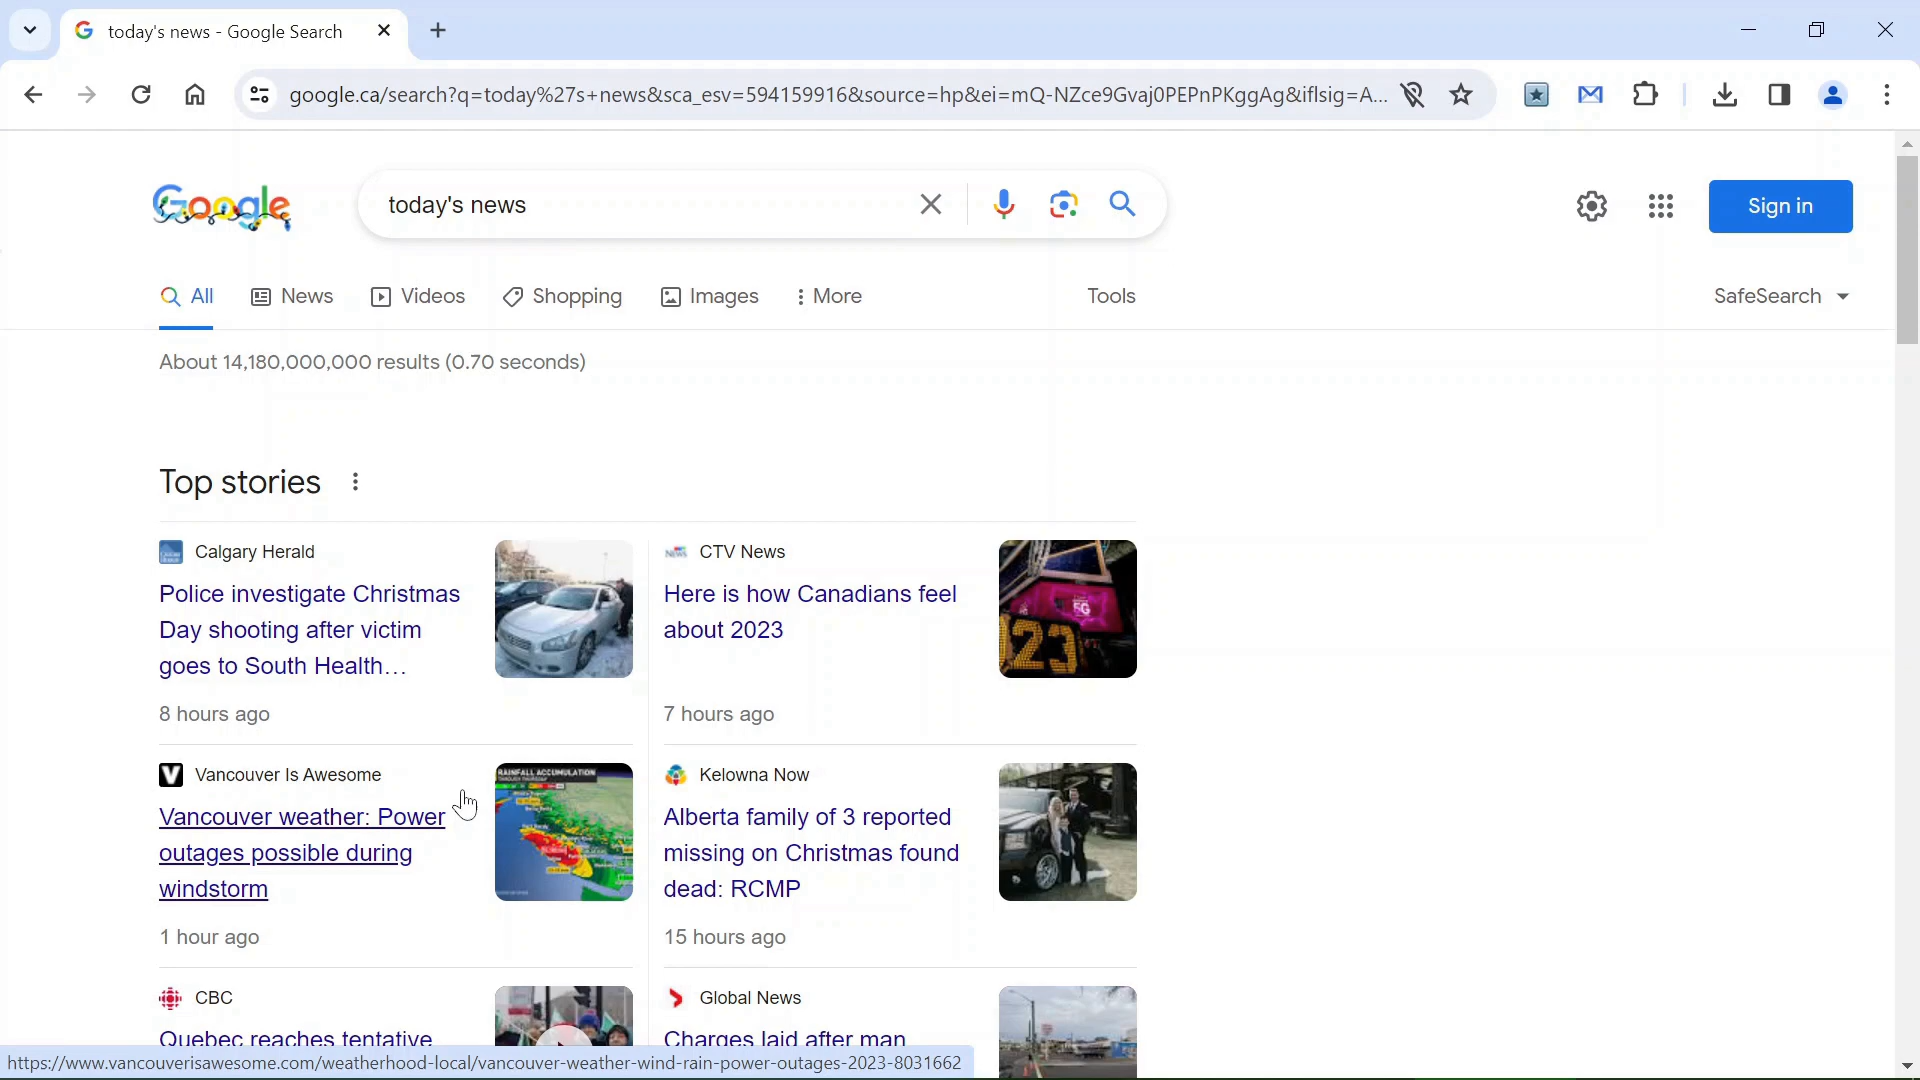 today's news - Google Search
google.ca/search?q=today%27s+news&sca_esv=594159916&source=hp&ei=mQ-NZce9Gvaj0PEPnPKggAg&iflsig=A...
Google
today's news
Sign in
All
News
Videos
Shopping
Images
More
Tools
SafeSearch
About 14,180,000,000 results (0.70 seconds)
Top stories
Calgary Herald
Police investigate Christmas
Day shooting after victim
goes to South Health...
8 hours ago
CTV News
Here is how Canadians feel
about 2023
7 hours ago
Vancouver Is Awesome
Vancouver weather: Power
outages possible during
windstorm
1 hour ago
RAINFALL ACCUMULATION
Kelowna Now
Alberta family of 3 reported
missing on Christmas found
dead: RCMP
15 hours ago
CBC
Quebec reaches tentative
Global News
Charges laid after man
https://www.vancouverisawesome.com/weatherhood-local/vancouver-weather-wind-rain-power-outages-2023-8031662